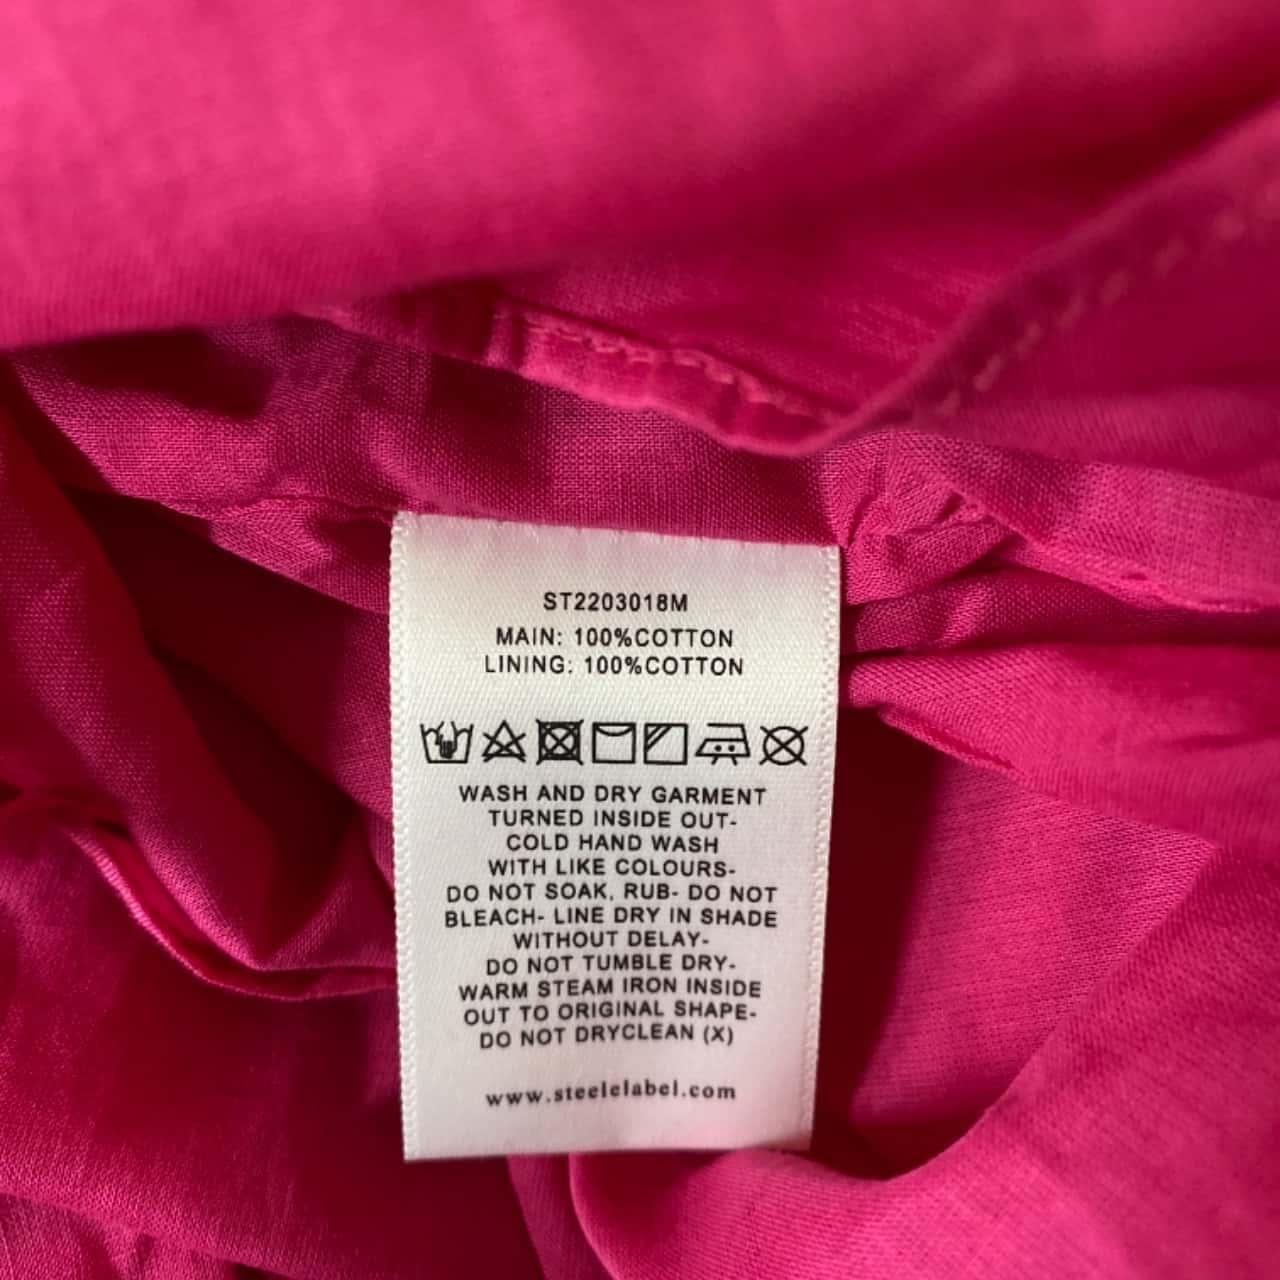 ST2203018M
MAIN: 100%COTTON
LINING: 100%COTTON
WASH AND DRY GARMENT
TURNED INSIDE OUT-
COLD HAND WASH
WITH LIKE COLOURS-
DO NOT SOAK, RUB- DO NOT
BLEACH- LINE DRY IN SHADE
WITHOUT DELAY-
DO NOT TUMBLE DRY-
WARM STEAM IRON INSIDE
OUT TO ORIGINAL SHAPE-
DO NOT DRYCLEAN (X)
www.steelelabel.com